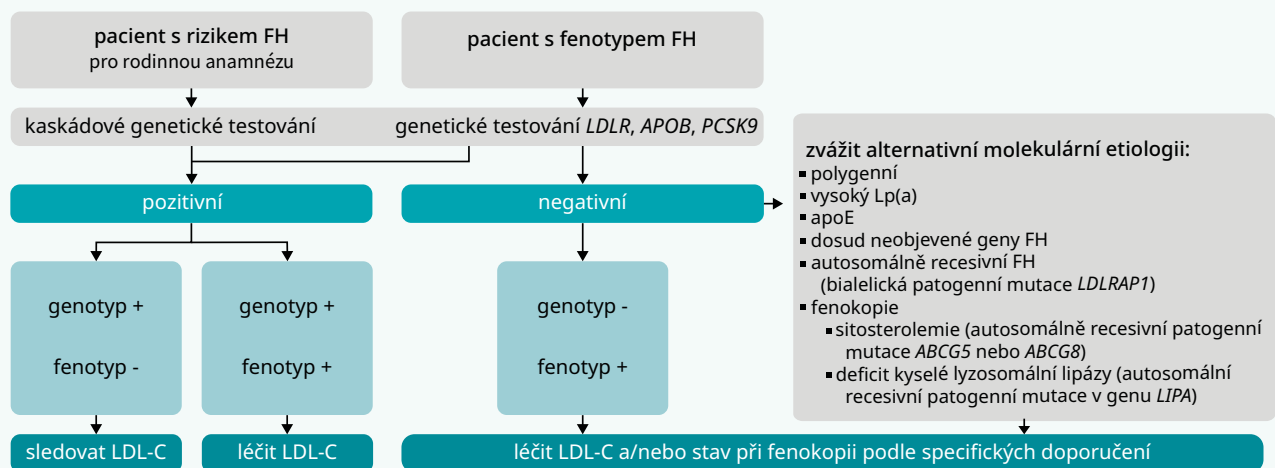 pacient s rizikem FH
pro rodinnou anamnézu
pacient s fenotypem FH
kaskádové genetické testování
genetické testování LDLR, APOB, PCSK9
pozitivní
negativní
genotyp +
fenotyp -
genotyp +
fenotyp +
genotyp -
fenotyp +
zvážit alternativní molekulární etiologii:
▪ polygenní
▪ vysoký Lp(a)
▪ apoE
▪ dosud neobjevené geny FH
▪ autosomálně recesivní FH
(bialelická patogenní mutace LDLRAP1)
▪ fenokopie
▪ sitosterolemie (autosomálně recesivní patogenní
mutace ABCG5 nebo ABCG8)
▪ deficit kyselé lyzosomální lipázy (autosomální
recesivní patogenní mutace v genu LIPA)
sledovat LDL-C
léčit LDL-C
léčit LDL-C a/nebo stav při fenokopii podle specifických doporučení